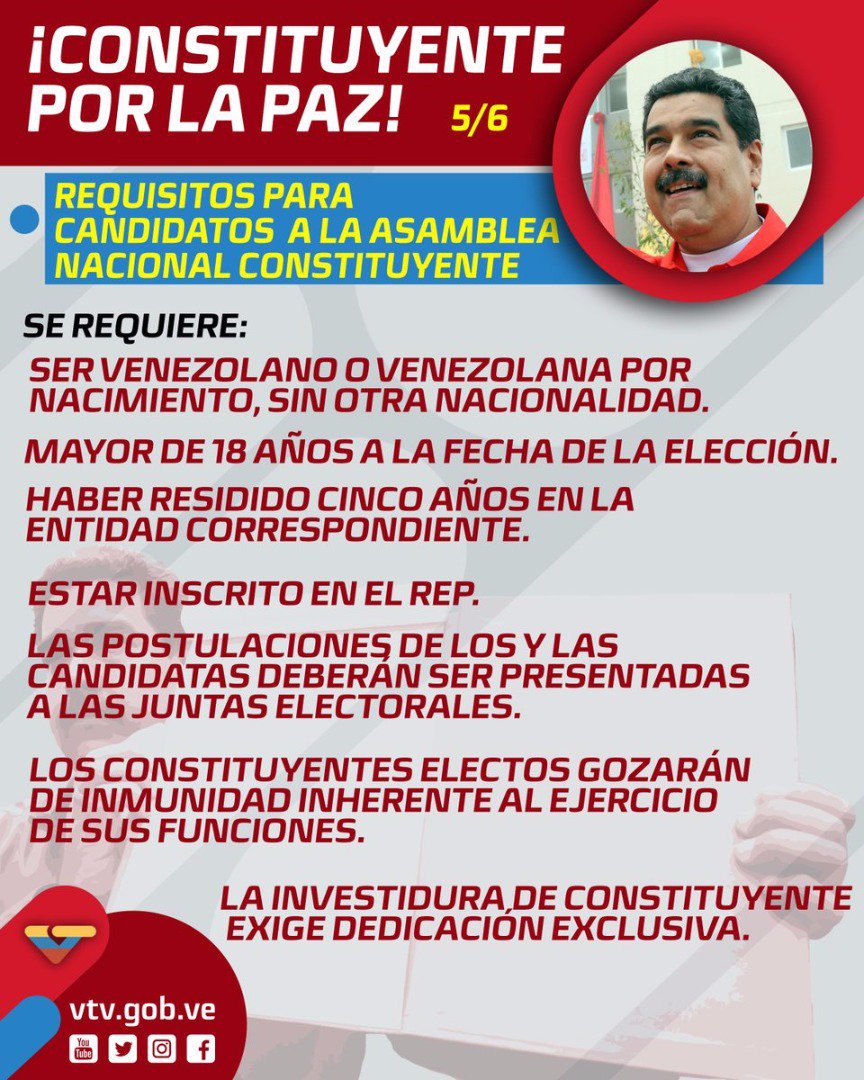 ¡CONSTITUYENTE
POR LA PAZ! 5/6
REQUISITOS PARA
CANDIDATOS A LA ASAMBLEA
NACIONAL CONSTITUYENTE
SE REQUIERE:
SER VENEZOLANO O VENEZOLANA POR
NACIMIENTO, SIN OTRA NACIONALIDAD.
MAYOR DE 18 AÑOS A LA FECHA DE LA ELECCIÓN.
HABER RESIDIDO CINCO AÑOS EN LA
ENTIDAD CORRESPONDIENTE.
ESTAR INSCRITO EN EL REP.
LAS POSTULACIONES DE LOS Y LAS
CANDIDATAS DEBERÁN SER PRESENTADAS
A LAS JUNTAS ELECTORALES.
LOS CONSTITUYENTES ELECTOS GOZARÁN
DE INMUNIDAD INHERENTE AL EJERCICIO
DE SUS FUNCIONES.
LA INVESTIDURA DE CONSTITUYENTE
EXIGE DEDICACIÓN EXCLUSIVA.
vtv.gob.ve
You
Tube